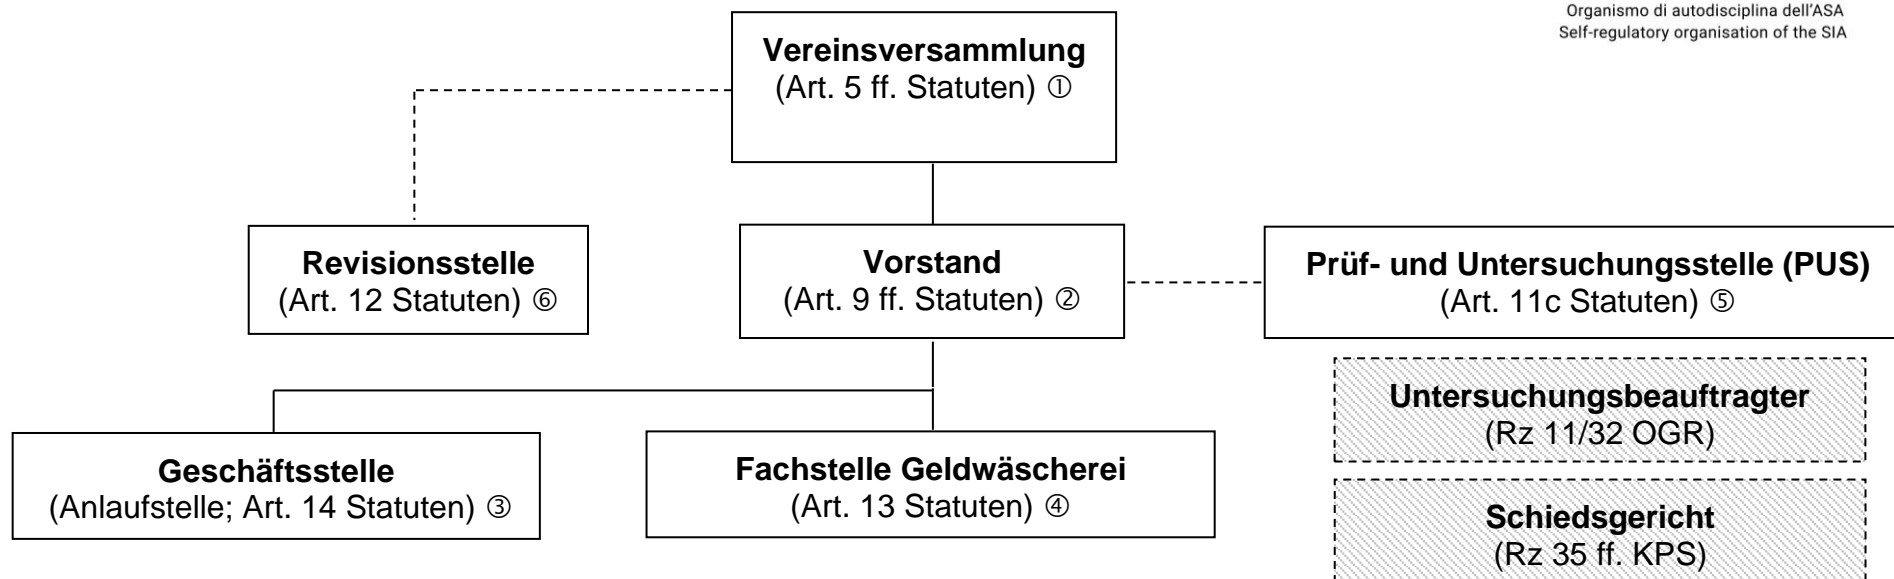 Organismo di autodisciplina dell'ASA
Self-regulatory organisation of the SIA
Vereinsversammlung
(Art. 5 ff. Statuten) ①
Revisionsstelle
(Art. 12 Statuten) ⑥
Vorstand
(Art. 9 ff. Statuten) ②
Prüf- und Untersuchungsstelle (PUS)
(Art. 11c Statuten) ⑤
Untersuchungsbeauftragter
(Rz 11/32 OGR)
Geschäftsstelle
(Anlaufstelle; Art. 14 Statuten) ③
Fachstelle Geldwäscherei
(Art. 13 Statuten) ④
Schiedsgericht
(Rz 35 ff. KPS)